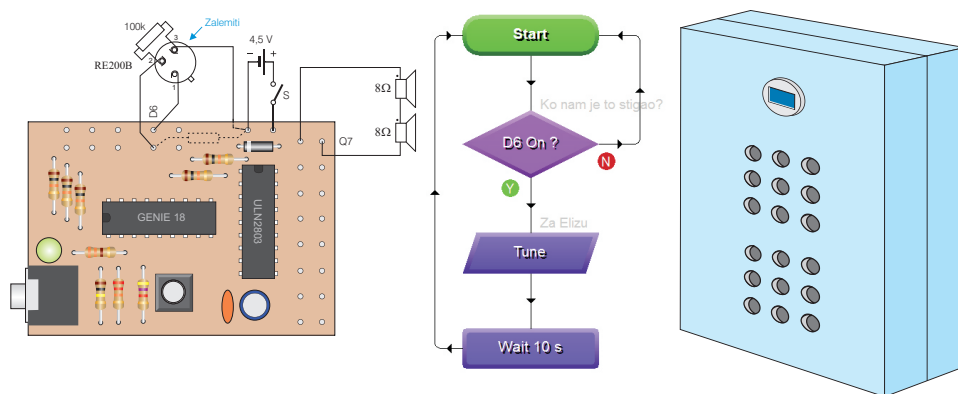 100k
Zalemiti
3
2
1
RE200B
D6
4,5 V
− +
S
8Ω
8Ω
Q7
GENIE 18
ULN2803
Start
Ko nam je to stigao?
D6 On ?
N
Y
Za Elizu
Tune
Wait 10 s